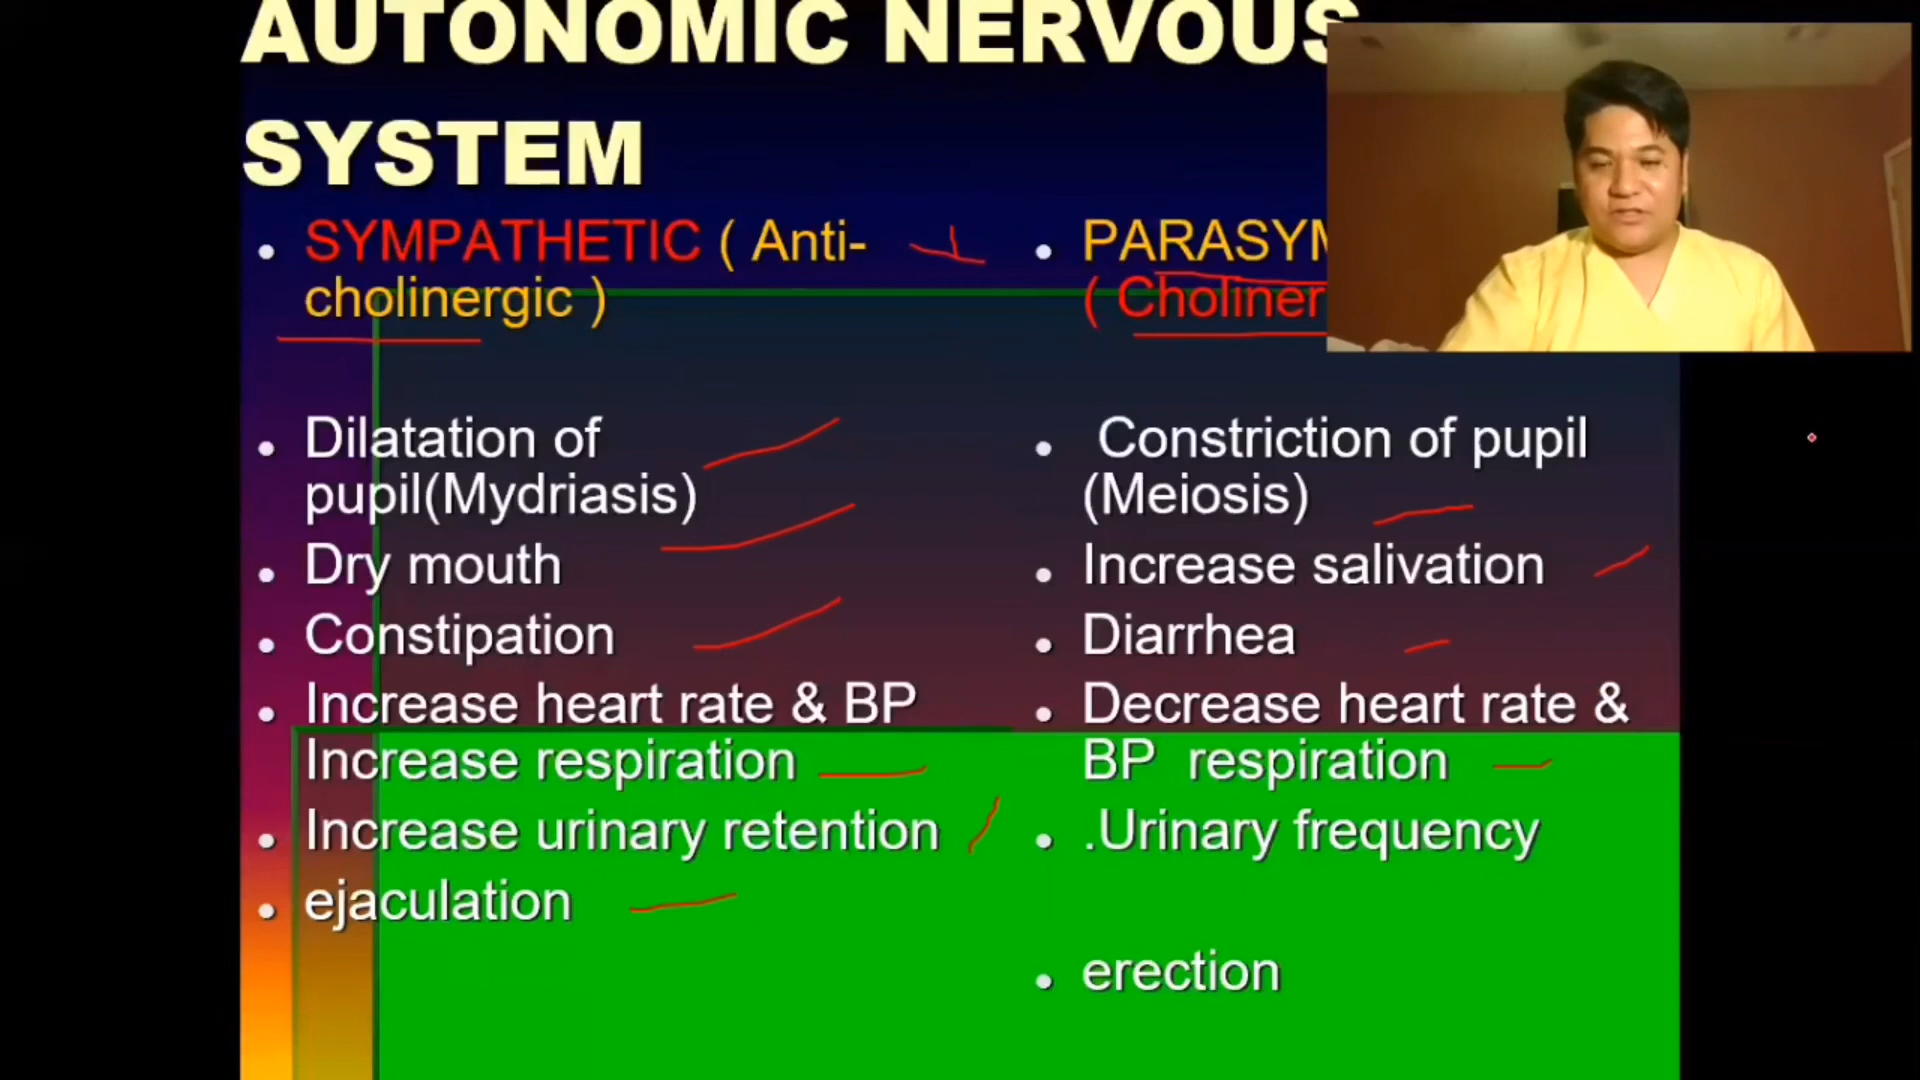 AUTONOMIC NERVOUS
SYSTEM
SYMPATHETIC ( Anti-
cholinergic )
Dilatation of
pupil(Mydriasis)
Dry mouth
Constipation
Increase heart rate & BP
Increase respiration
Increase urinary retention
ejaculation
PARASYM
( Choliner
Constriction of pupil
(Meiosis)
Increase salivation
Diarrhea
Decrease heart rate &
BP respiration
.Urinary frequency
erection